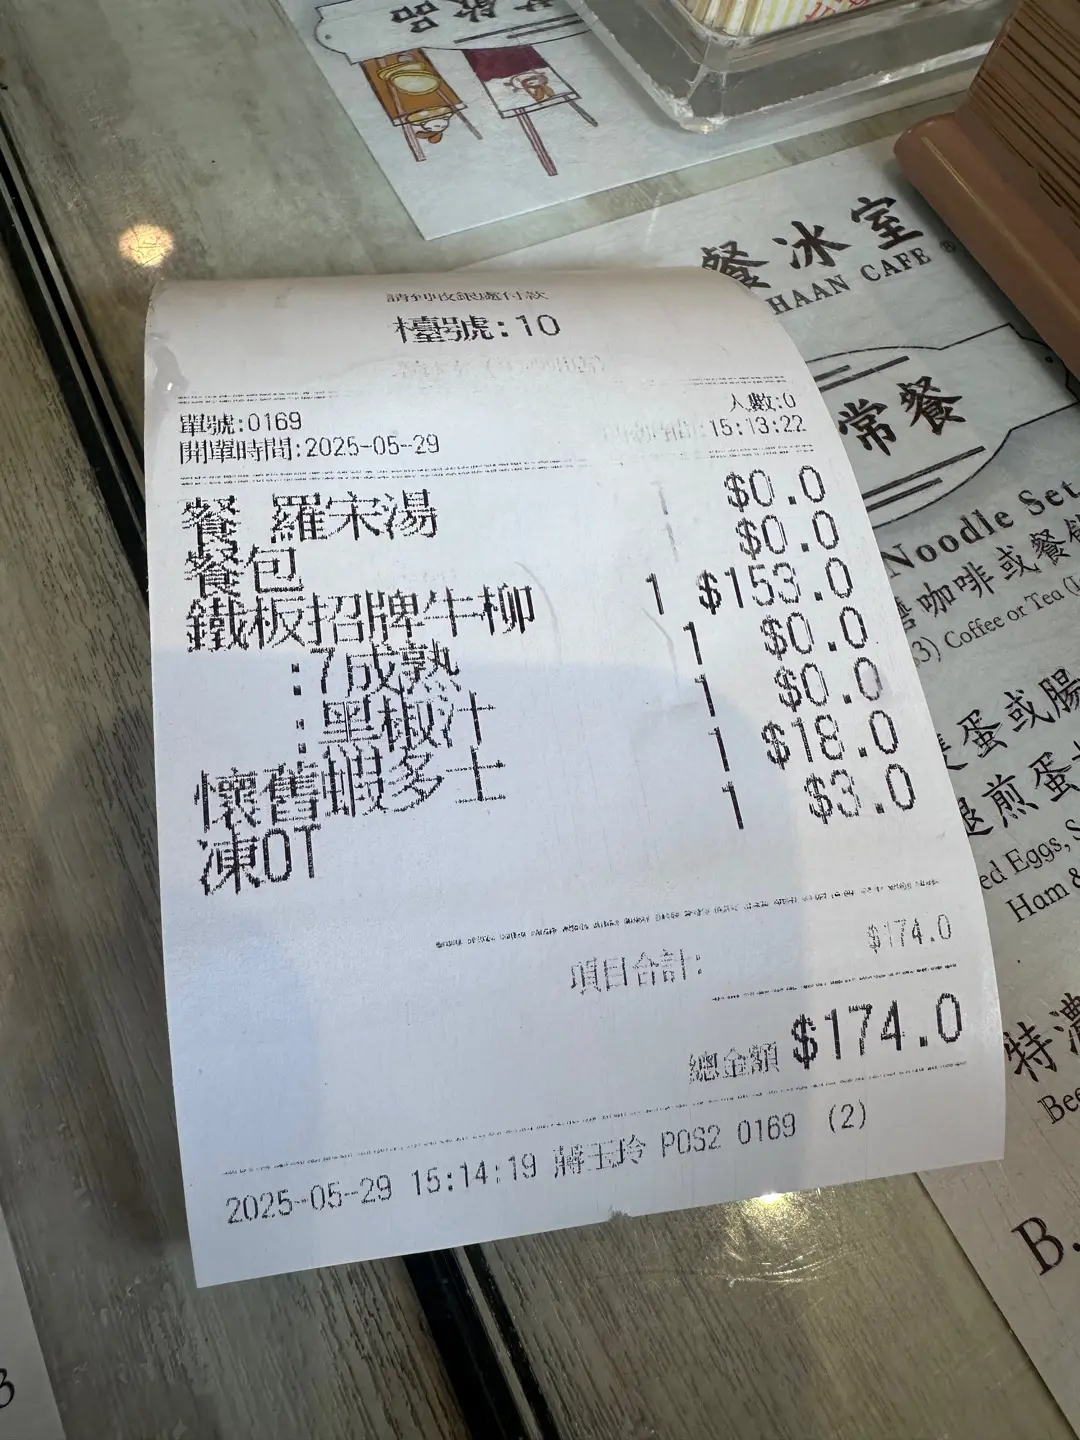 飲品
餐冰室
HAAN CAFE ®
常餐
Noodle Set
咖啡或餐
3) Coffee or Tea
蛋或腸
煎蛋
ed Eggs, S
Ham &
特濃
Bee
B.
請到收銀處付款
檯號:10
單號:0169
人數:0
開單時間:2025-05-29
15:13:22
餐 羅宋湯 1 $0.0
餐包 1 $0.0
鐵板招牌牛柳 1 $153.0
:7成熟 1 $0.0
:黑椒汁 1 $0.0
懷舊蝦多士 1 $18.0
凍OT 1 $3.0
項目合計: $174.0
總金額 $174.0
2025-05-29 15:14:19 蔣玉玲 POS2 0169 (2)